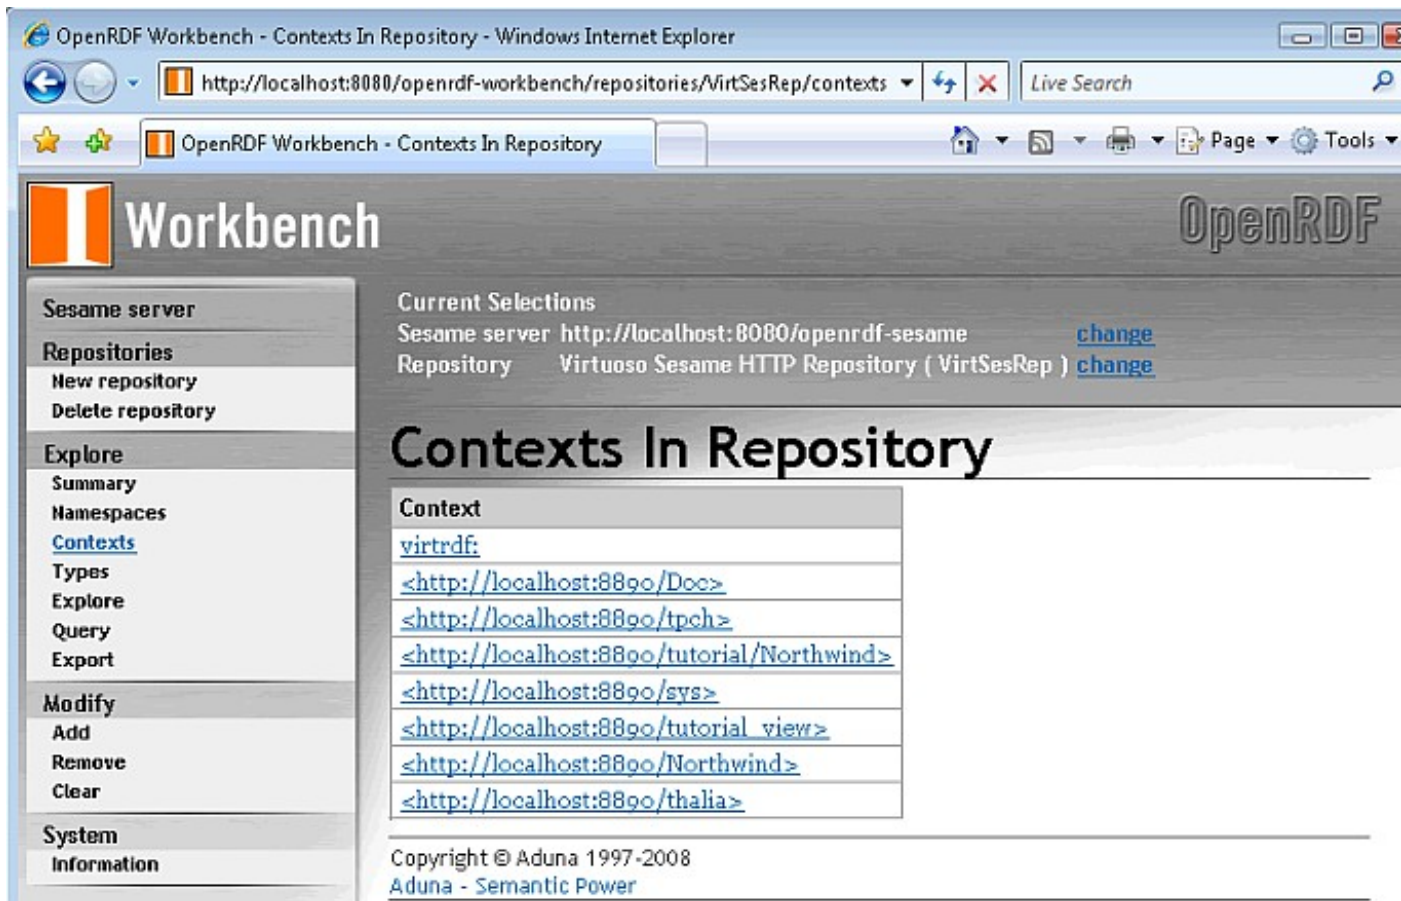 OpenRDF Workbench - Contexts In Repository - Windows Internet Explorer
http://localhost:8080/openrdf-workbench/repositories/VirtSesRep/contexts
Live Search
OpenRDF Workbench - Contexts In Repository
Page
Tools
Workbench
OpenRDF
Sesame server
Repositories
New repository
Delete repository
Explore
Summary
Namespaces
Contexts
Types
Explore
Query
Export
Modify
Add
Remove
Clear
System
Information
Current Selections
Sesame server http://localhost:8080/openrdf-sesame change
Repository Virtuoso Sesame HTTP Repository ( VirtSesRep ) change
Contexts In Repository
Context
virtrdf:
<http://localhost:8890/Doc>
<http://localhost:8890/tpch>
<http://localhost:8890/tutorial/Northwind>
<http://localhost:8890/sys>
<http://localhost:8890/tutorial_view>
<http://localhost:8890/Northwind>
<http://localhost:8890/thalia>
Copyright © Aduna 1997-2008
Aduna - Semantic Power